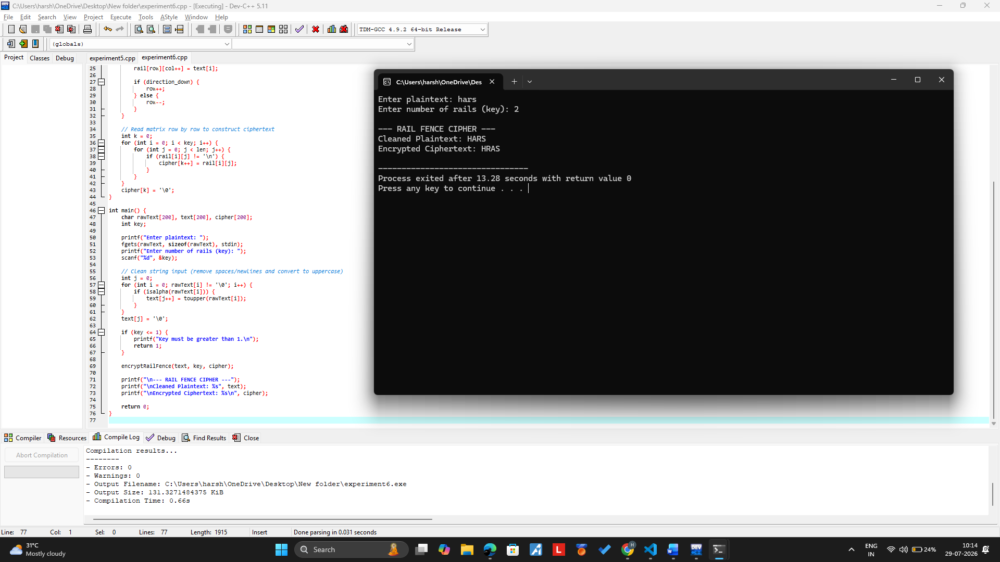 C:\Users\harsh\OneDrive\Desktop\New folder\experiment6.cpp - [Executing] - Dev-C++ 5.11
File Edit Search View Project Execute Tools AStyle Window Help
TDM-GCC 4.9.2 64-bit Release
(globals)
Project Classes Debug experiment5.cpp experiment6.cpp
25 rail[row][col++] = text[i];
26
27 if (direction_down) {
28 row++;
29 } else {
30 row--;
31 }
32 }
33
34 // Read matrix row by row to construct ciphertext
35 int k = 0;
36 for (int i = 0; i < key; i++) {
37 for (int j = 0; j < len; j++) {
38 if (rail[i][j] != '\n') {
39 cipher[k++] = rail[i][j];
40 }
41 }
42 }
43 cipher[k] = '\0';
44 }
45
46 int main() {
47 char rawText[200], text[200], cipher[200];
48 int key;
49
50 printf("Enter plaintext: ");
51 fgets(rawText, sizeof(rawText), stdin);
52 printf("Enter number of rails (key): ");
53 scanf("%d", &key);
54
55 // Clean string input (remove spaces/newlines and convert to uppercase)
56 int j = 0;
57 for (int i = 0; rawText[i] != '\0'; i++) {
58 if (isalpha(rawText[i])) {
59 text[j++] = toupper(rawText[i]);
60 }
61 }
62 text[j] = '\0';
63
64 if (key <= 1) {
65 printf("Key must be greater than 1.\n");
66 return 1;
67 }
68
69 encryptRailFence(text, key, cipher);
70
71 printf("\n--- RAIL FENCE CIPHER ---");
72 printf("\nCleaned Plaintext: %s", text);
73 printf("\nEncrypted Ciphertext: %s\n", cipher);
74
75 return 0;
76 }
77
C:\Users\harsh\OneDrive\Des
Enter plaintext: hars
Enter number of rails (key): 2
--- RAIL FENCE CIPHER ---
Cleaned Plaintext: HARS
Encrypted Ciphertext: HRAS
--------------------------------
Process exited after 13.28 seconds with return value 0
Press any key to continue . . .
Compiler Resources Compile Log Debug Find Results Close
Abort Compilation
Compilation results...
--------
- Errors: 0
- Warnings: 0
- Output Filename: C:\Users\harsh\OneDrive\Desktop\New folder\experiment6.exe
- Output Size: 131.3271484375 KiB
- Compilation Time: 0.66s
Line: 77 Col: 1 Sel: 0 Lines: 77 Length: 1915 Insert Done parsing in 0.031 seconds
31°C
Mostly cloudy
Search
ENG
IN
24%
10:14
29-07-2026